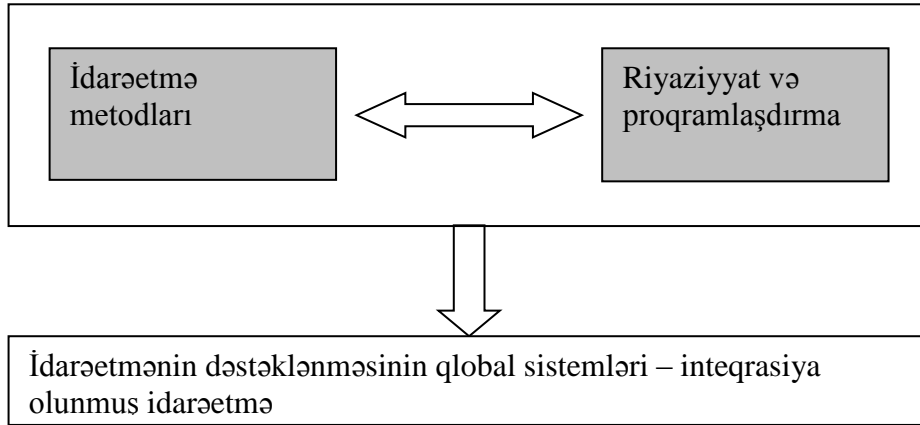 İdarəetmə
metodları
Riyaziyyat və
proqramlaşdırma
İdarəetmənin dəstəklənməsinin qlobal sistemləri – inteqrasiya
olunmuş idarəetmə